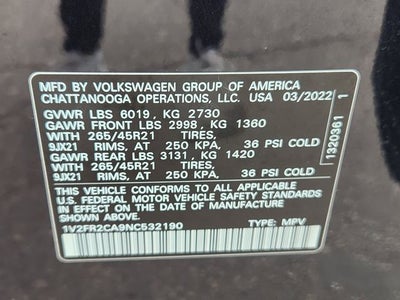 MFD BY VOLKSWAGEN GROUP OF AMERICA
CHATTANOOGA OPERATIONS, LLC. USA 03/2022
GVWR LBS 6019, KG 2730
GAWR FRONT LBS 2998, KG 1360
WITH 265/45R21 TIRES,
9JX21 RIMS, AT 250 KPA, 36 PSI COLD
GAWR REAR LBS 3131, KG 1420
WITH 265/45R21 TIRES,
9JX21 RIMS, AT 250 KPA, 36 PSI COLD
THIS VEHICLE CONFORMS TO ALL APPLICABLE
U.S. FEDERAL MOTOR VEHICLE SAFETY STANDARDS
IN EFFECT ON THE DATE OF MANUFACTURE
SHOWN ABOVE.
1V2FR2CA9NC532190 TYPE: MPV
1320361 1